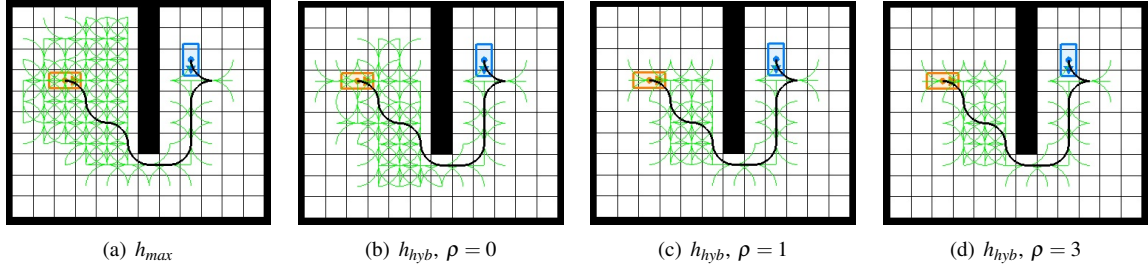 (a) h_max
(b) h_hyb, ρ = 0
(c) h_hyb, ρ = 1
(d) h_hyb, ρ = 3